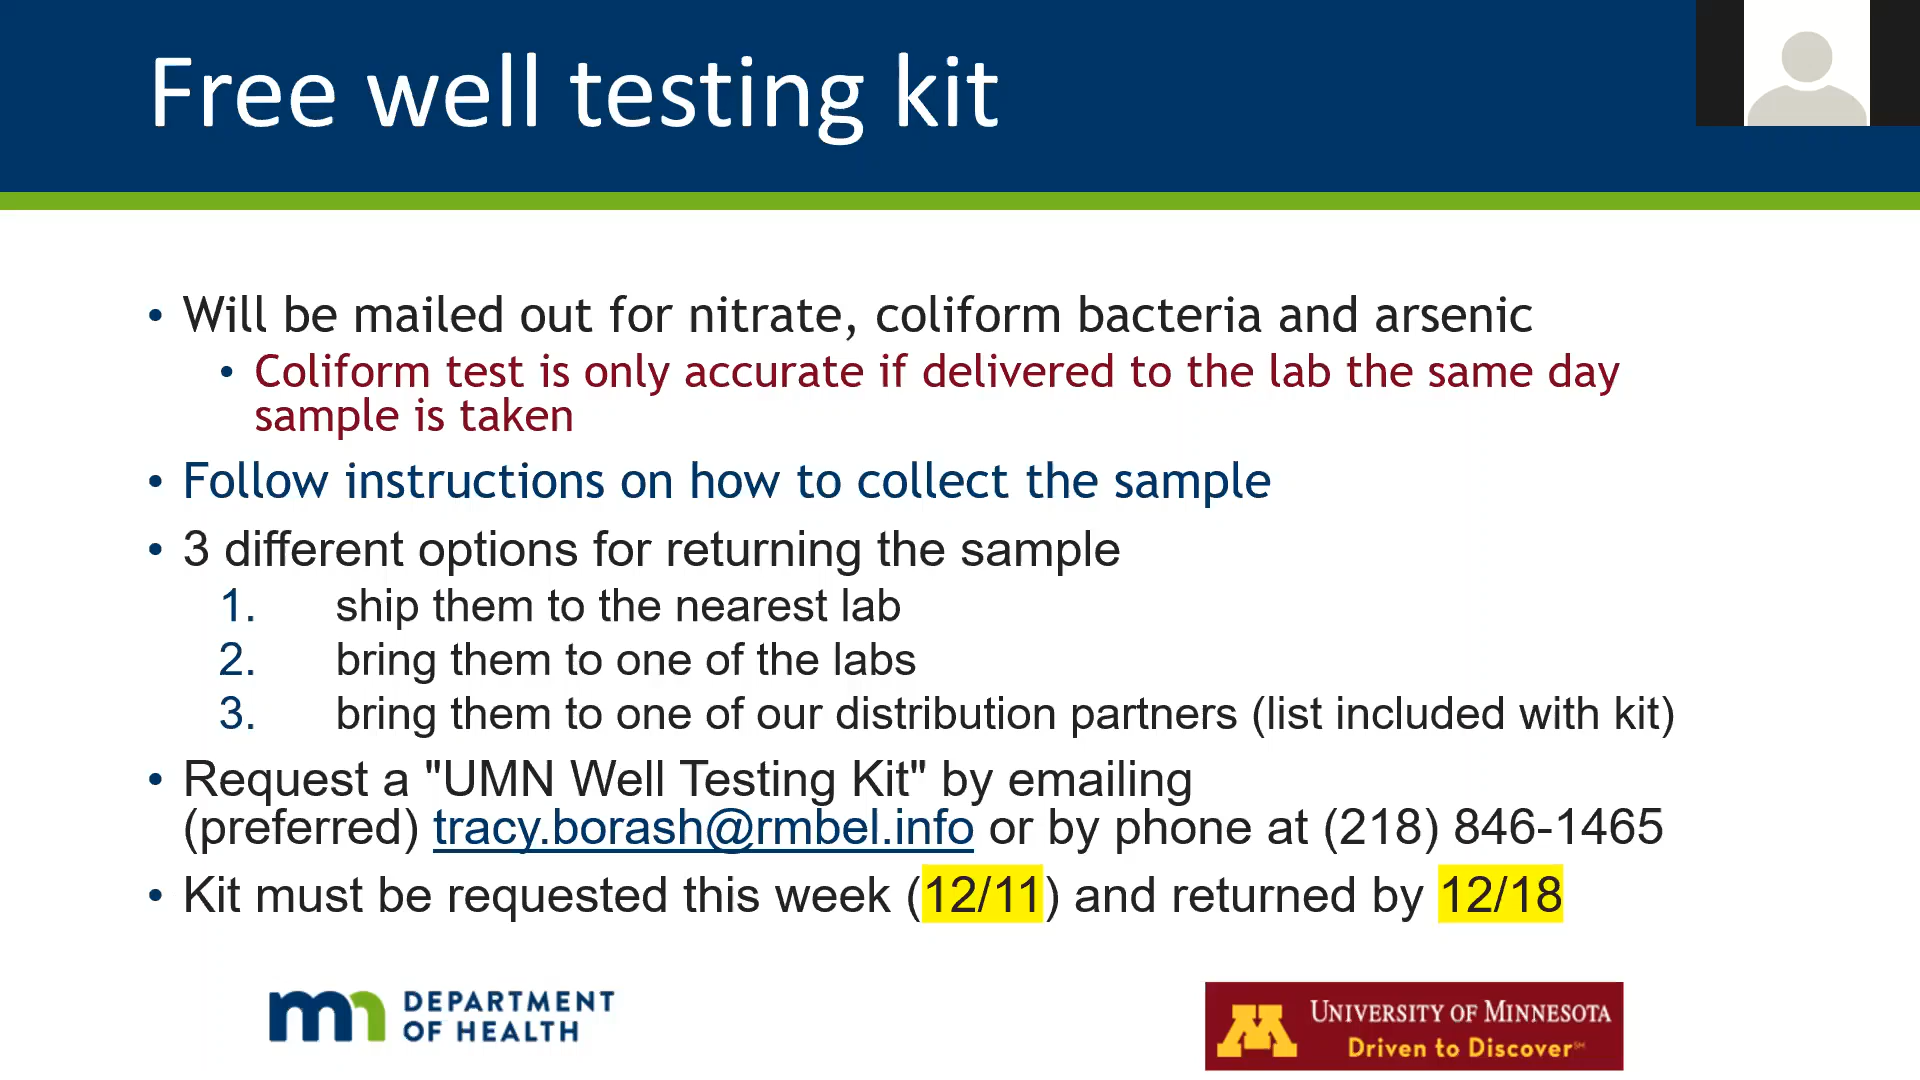 Free well testing kit
• Will be mailed out for nitrate, coliform bacteria and arsenic
• Coliform test is only accurate if delivered to the lab the same day
sample is taken
• Follow instructions on how to collect the sample
• 3 different options for returning the sample
1. ship them to the nearest lab
2. bring them to one of the labs
3. bring them to one of our distribution partners (list included with kit)
• Request a "UMN Well Testing Kit" by emailing
(preferred) tracy.borash@rmbel.info or by phone at (218) 846-1465
• Kit must be requested this week (12/11) and returned by 12/18
mn DEPARTMENT
OF HEALTH
M UNIVERSITY OF MINNESOTA
Driven to Discover℠